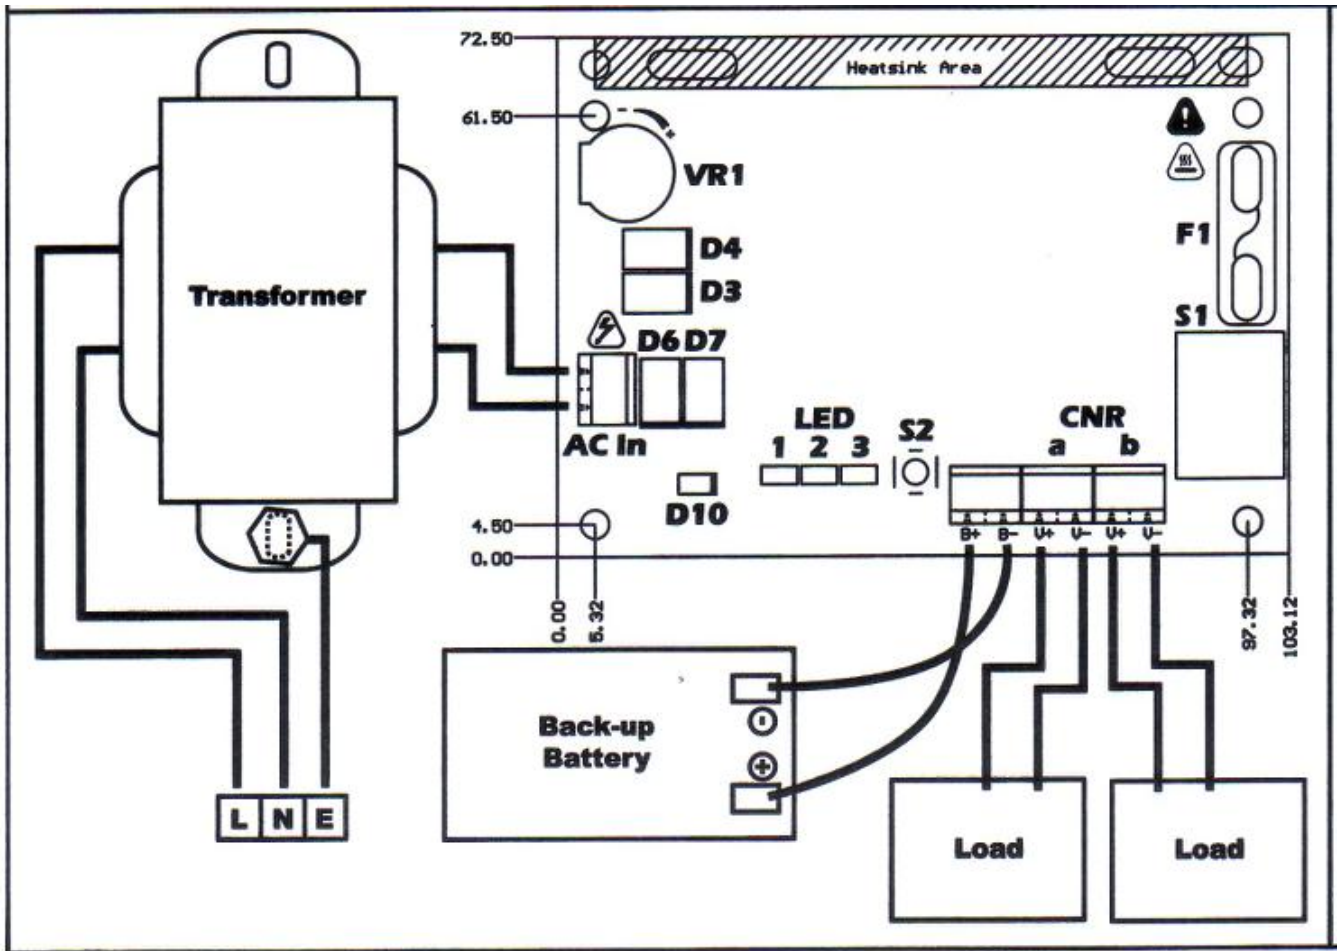 72.50
Heatsink Area
61.50
- +
VR1
D4
F1
D3
Transformer
S1
D6 D7
LED
CNR
S2
AC In
1 2 3
a b
D10
4.50
B+ B- V+ V- V+ V-
0.00
0.00
5.32
97.32
103.12
Back-up
Battery
-
+
L N E
Load
Load